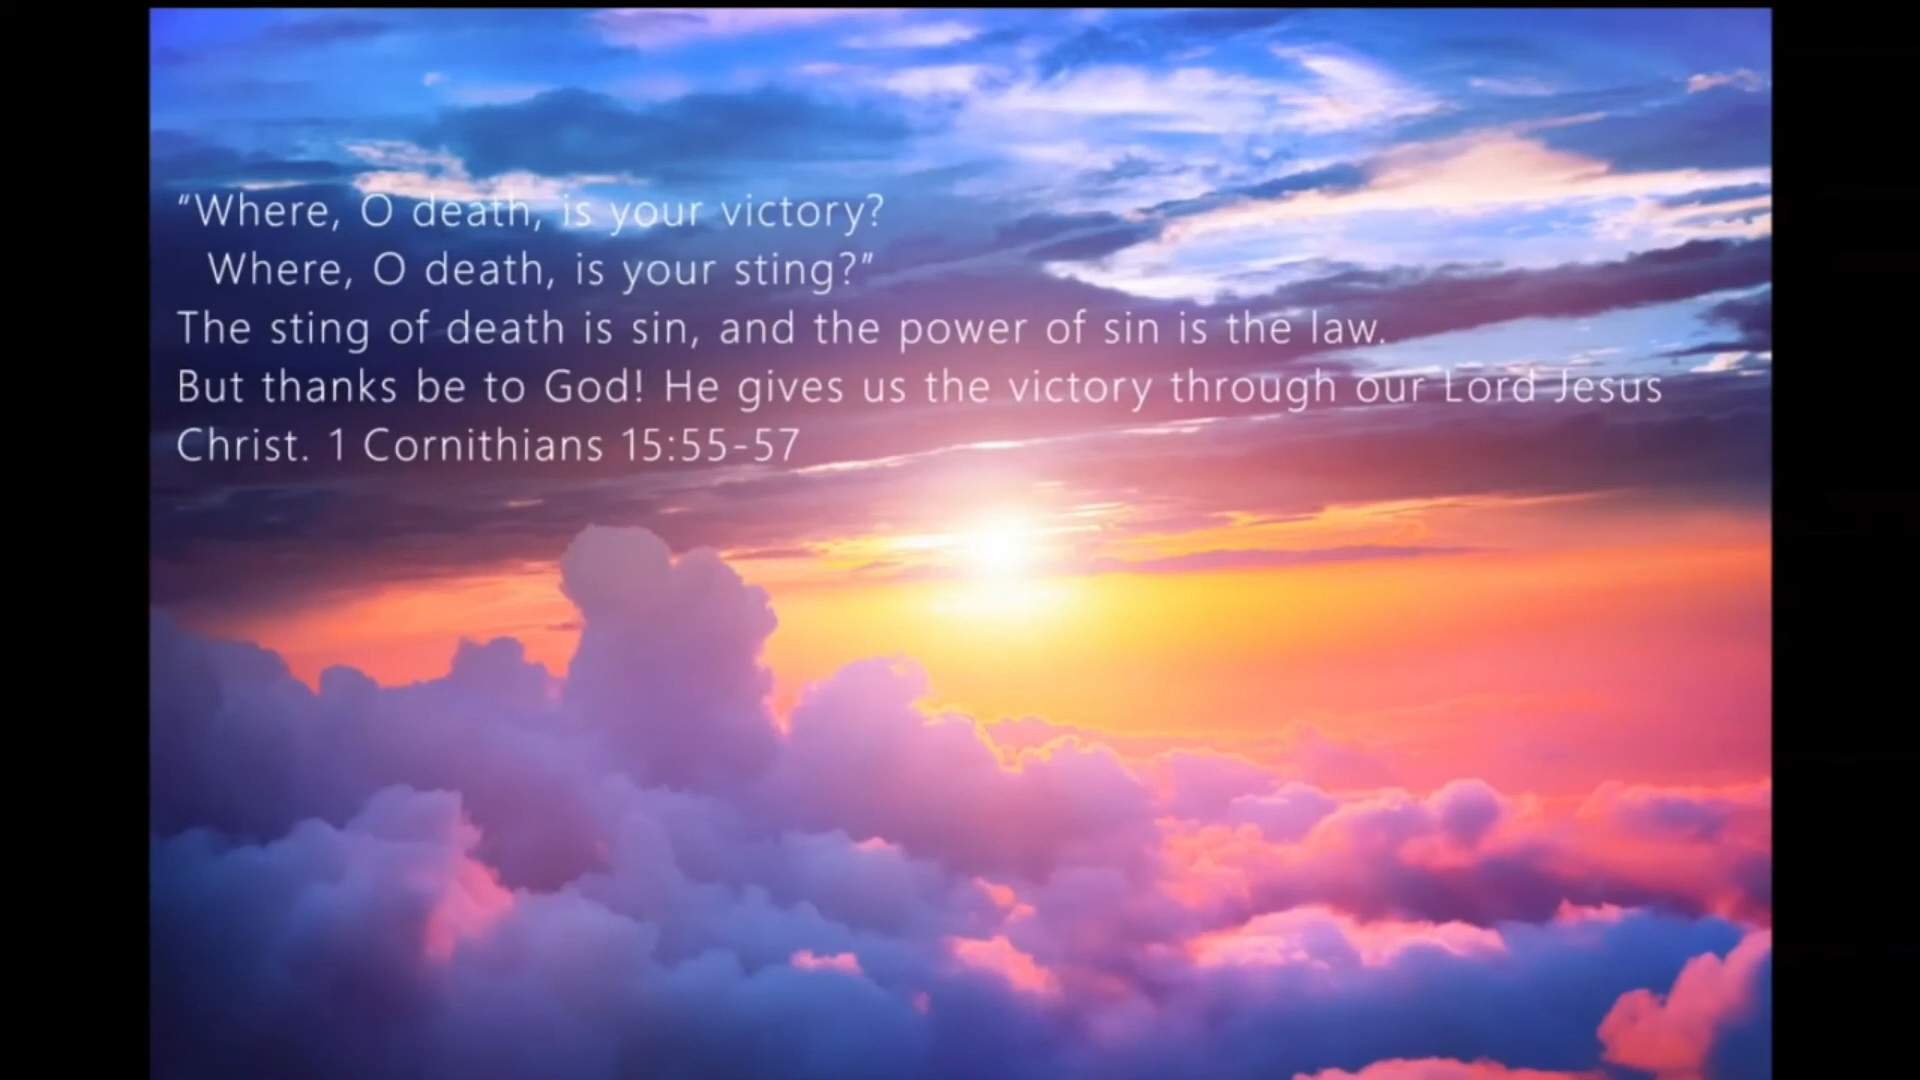 "Where, O death, is your victory?
Where, O death, is your sting?"
The sting of death is sin, and the power of sin is the law.
But thanks be to God! He gives us the victory through our Lord Jesus
Christ. 1 Cornithians 15:55-57